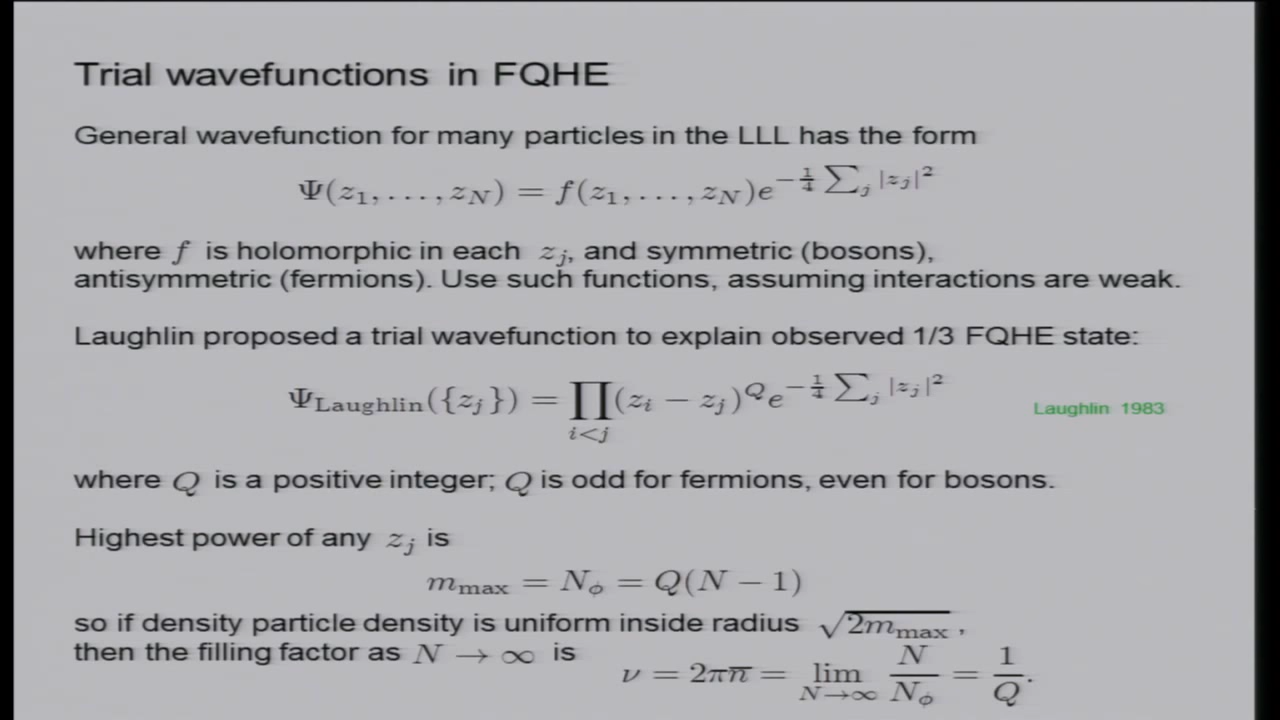 Trial wavefunctions in FQHE
General wavefunction for many particles in the LLL has the form
Ψ(z₁, . . . , z_N) = f(z₁, . . . , z_N)e^{−¼ ∑_j |z_j|²}
where f is holomorphic in each z_j, and symmetric (bosons),
antisymmetric (fermions). Use such functions, assuming interactions are weak.
Laughlin proposed a trial wavefunction to explain observed 1/3 FQHE state:
Ψ_Laughlin({z_j}) = ∏_{i<j} (z_i − z_j)^Q e^{−¼ ∑_j |z_j|²}
Laughlin 1983
where Q is a positive integer; Q is odd for fermions, even for bosons.
Highest power of any z_j is
m_max = N_ϕ = Q(N − 1)
so if density particle density is uniform inside radius √(2m_max) ,
then the filling factor as N → ∞ is
ν = 2πn̅ = lim_{N→∞} N/N_ϕ = 1/Q.